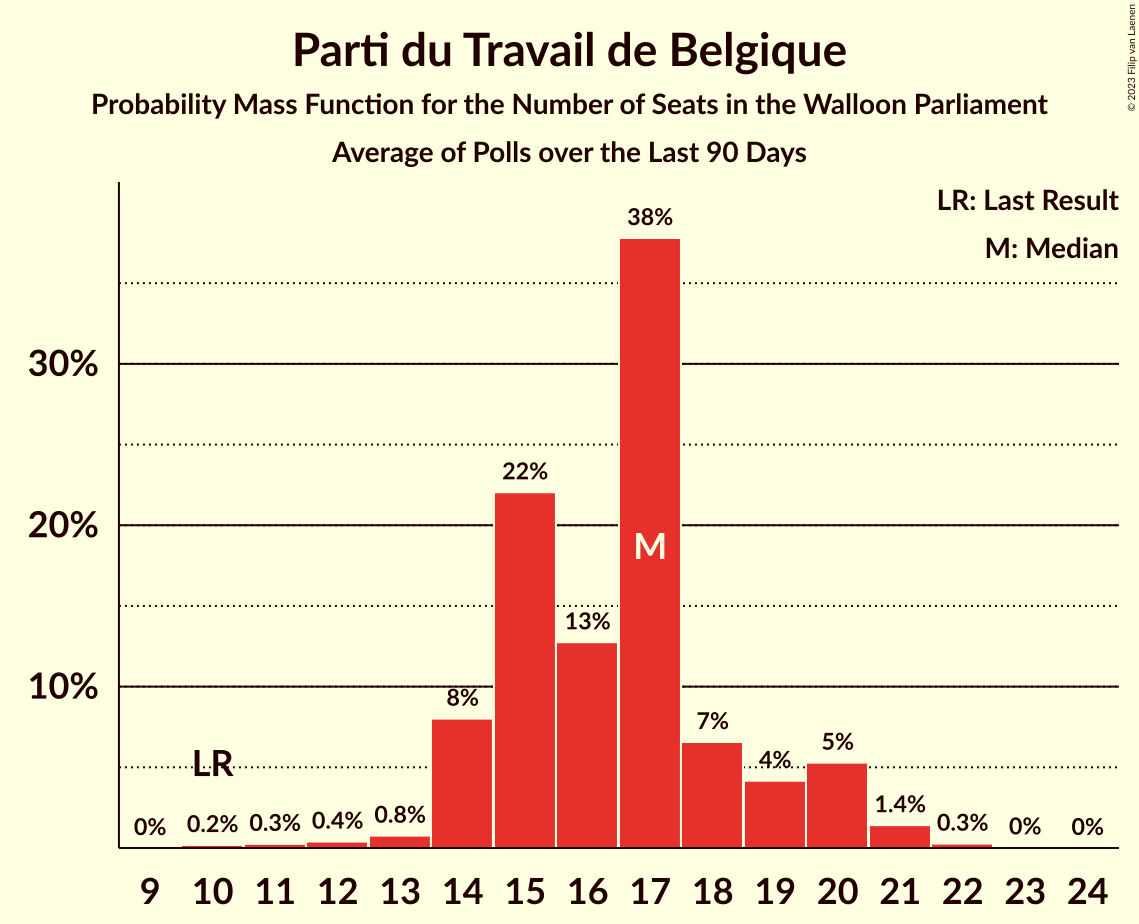 Parti du Travail de Belgique
Probability Mass Function for the Number of Seats in the Walloon Parliament
Average of Polls over the Last 90 Days
© 2023 Filip van Laenen
LR: Last Result
M: Median
38%
30%
22%
20%
M
13%
10%
8%
7%
5%
4%
LR
1.4%
0.8%
0.4%
0.3%
0.3%
0.2%
0%
0%
0%
9 10 11 12 13 14 15 16 17 18 19 20 21 22 23 24